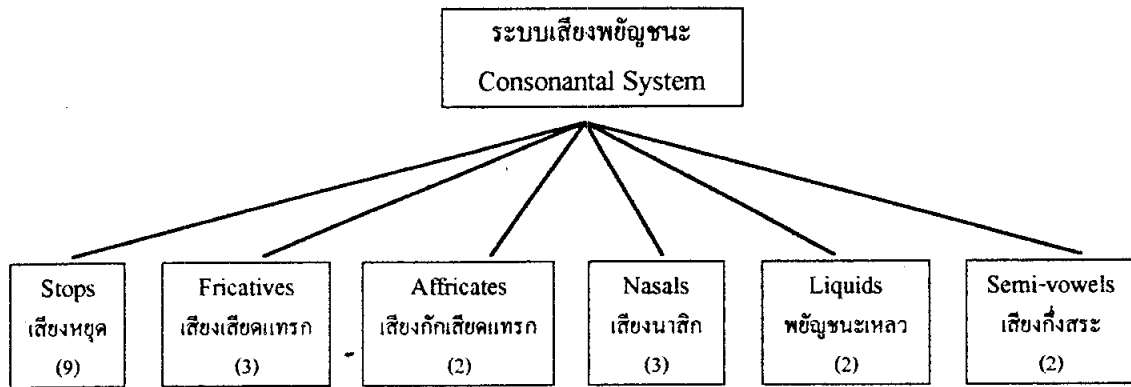 ระบบเสียงพยัญชนะ
Consonantal System
Stops
เสียงหยุด
(9)
Fricatives
เสียงเสียดแทรก
(3)
Affricates
เสียงกักเสียดแทรก
(2)
Nasals
เสียงนาสิก
(3)
Liquids
พยัญชนะเหลว
(2)
Semi-vowels
เสียงกึ่งสระ
(2)